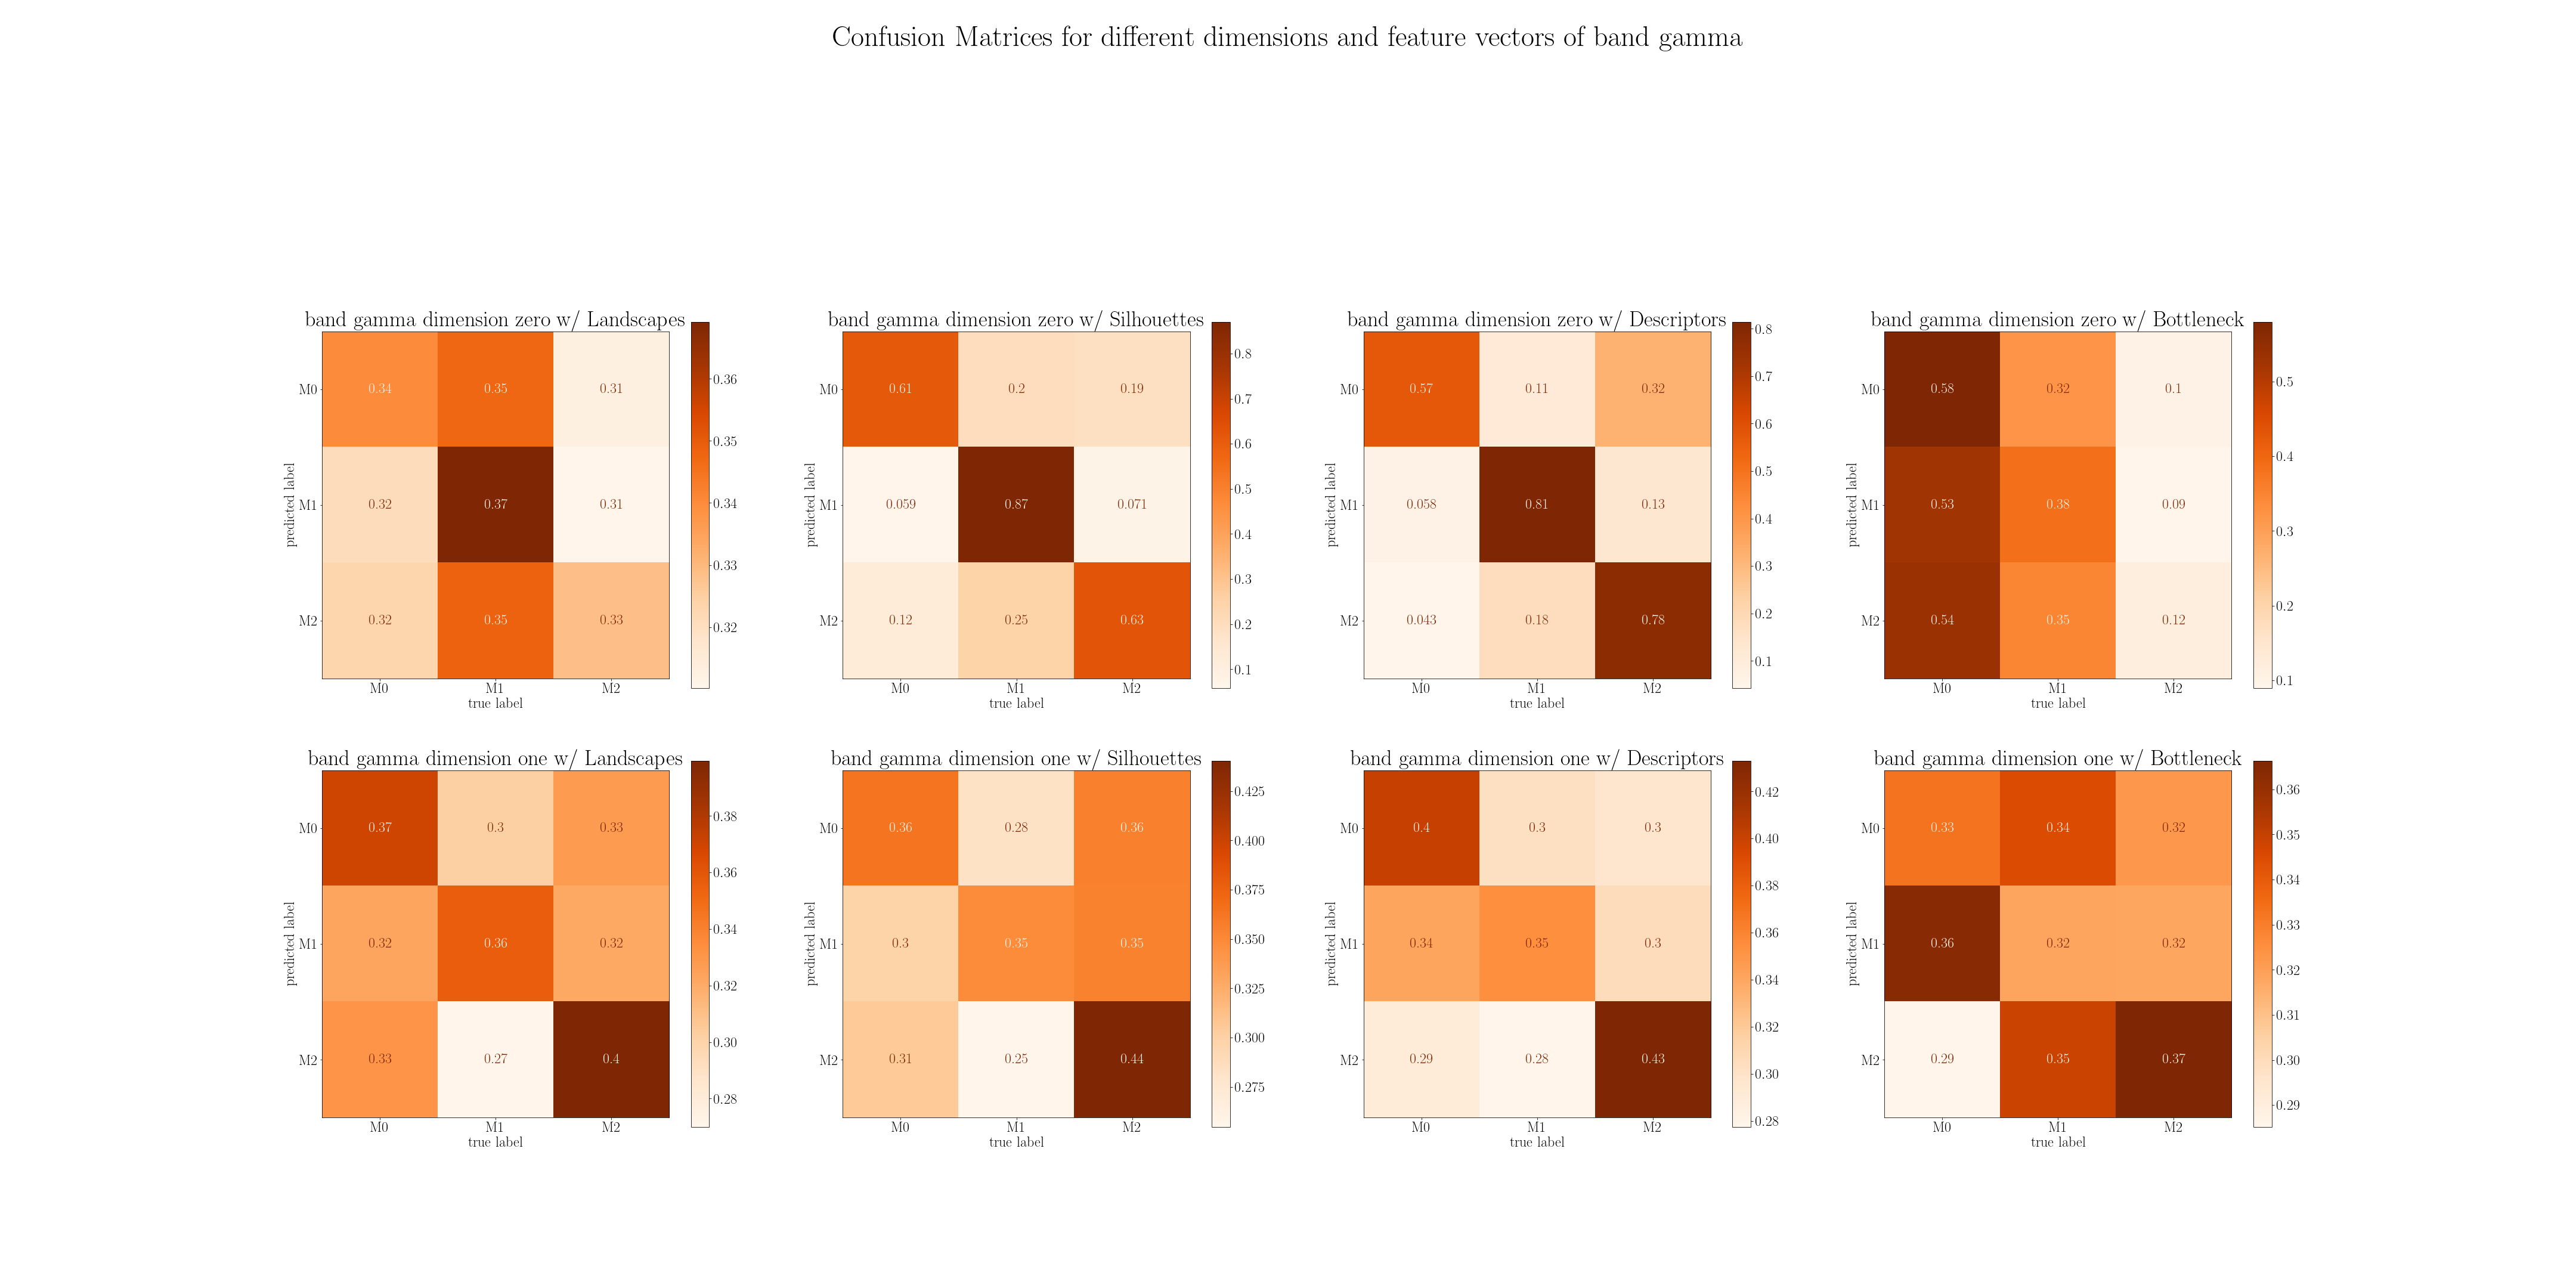 Confusion Matrices for different dimensions and feature vectors of band gamma
band gamma dimension zero w/ Landscapes
predicted label
M0 0.34 0.35 0.31
M1 0.32 0.37 0.31
M2 0.32 0.35 0.33
M0 M1 M2
true label
0.36
0.35
0.34
0.33
0.32
band gamma dimension zero w/ Silhouettes
predicted label
M0 0.61 0.2 0.19
M1 0.059 0.87 0.071
M2 0.12 0.25 0.63
M0 M1 M2
true label
0.8
0.7
0.6
0.5
0.4
0.3
0.2
0.1
band gamma dimension zero w/ Descriptors
predicted label
M0 0.57 0.11 0.32
M1 0.058 0.81 0.13
M2 0.043 0.18 0.78
M0 M1 M2
true label
0.8
0.7
0.6
0.5
0.4
0.3
0.2
0.1
band gamma dimension zero w/ Bottleneck
predicted label
M0 0.58 0.32 0.1
M1 0.53 0.38 0.09
M2 0.54 0.35 0.12
M0 M1 M2
true label
0.5
0.4
0.3
0.2
0.1
band gamma dimension one w/ Landscapes
predicted label
M0 0.37 0.3 0.33
M1 0.32 0.36 0.32
M2 0.33 0.27 0.4
M0 M1 M2
true label
0.38
0.36
0.34
0.32
0.30
0.28
band gamma dimension one w/ Silhouettes
predicted label
M0 0.36 0.28 0.36
M1 0.3 0.35 0.35
M2 0.31 0.25 0.44
M0 M1 M2
true label
0.425
0.400
0.375
0.350
0.325
0.300
0.275
band gamma dimension one w/ Descriptors
predicted label
M0 0.4 0.3 0.3
M1 0.34 0.35 0.3
M2 0.29 0.28 0.43
M0 M1 M2
true label
0.42
0.40
0.38
0.36
0.34
0.32
0.30
0.28
band gamma dimension one w/ Bottleneck
predicted label
M0 0.33 0.34 0.32
M1 0.36 0.32 0.32
M2 0.29 0.35 0.37
M0 M1 M2
true label
0.36
0.35
0.34
0.33
0.32
0.31
0.30
0.29